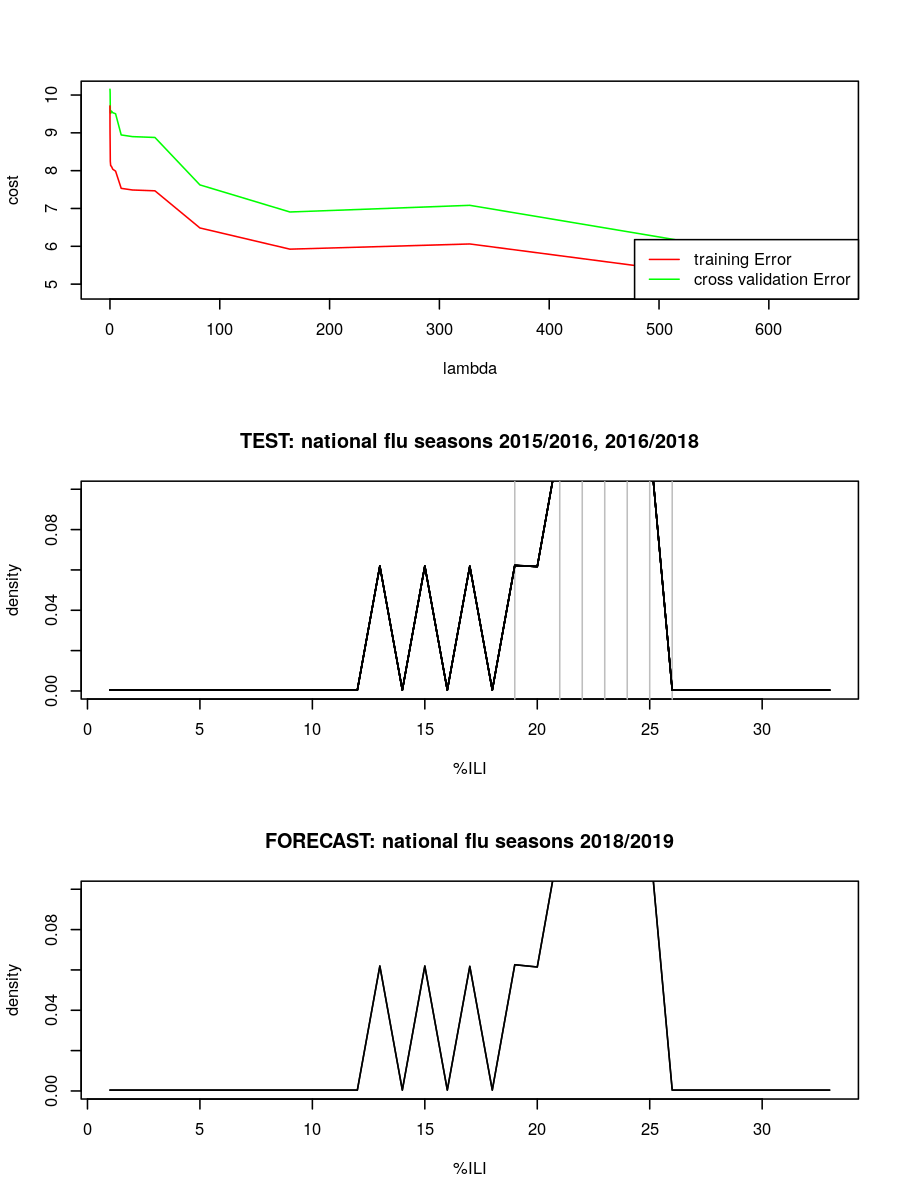 10
9
8
7
6
5
cost
training Error
cross validation Error
0 100 200 300 400 500 600
lambda
TEST: national flu seasons 2015/2016, 2016/2018
0.08
0.04
0.00
density
0 5 10 15 20 25 30
%ILI
FORECAST: national flu seasons 2018/2019
0.08
0.04
0.00
density
0 5 10 15 20 25 30
%ILI